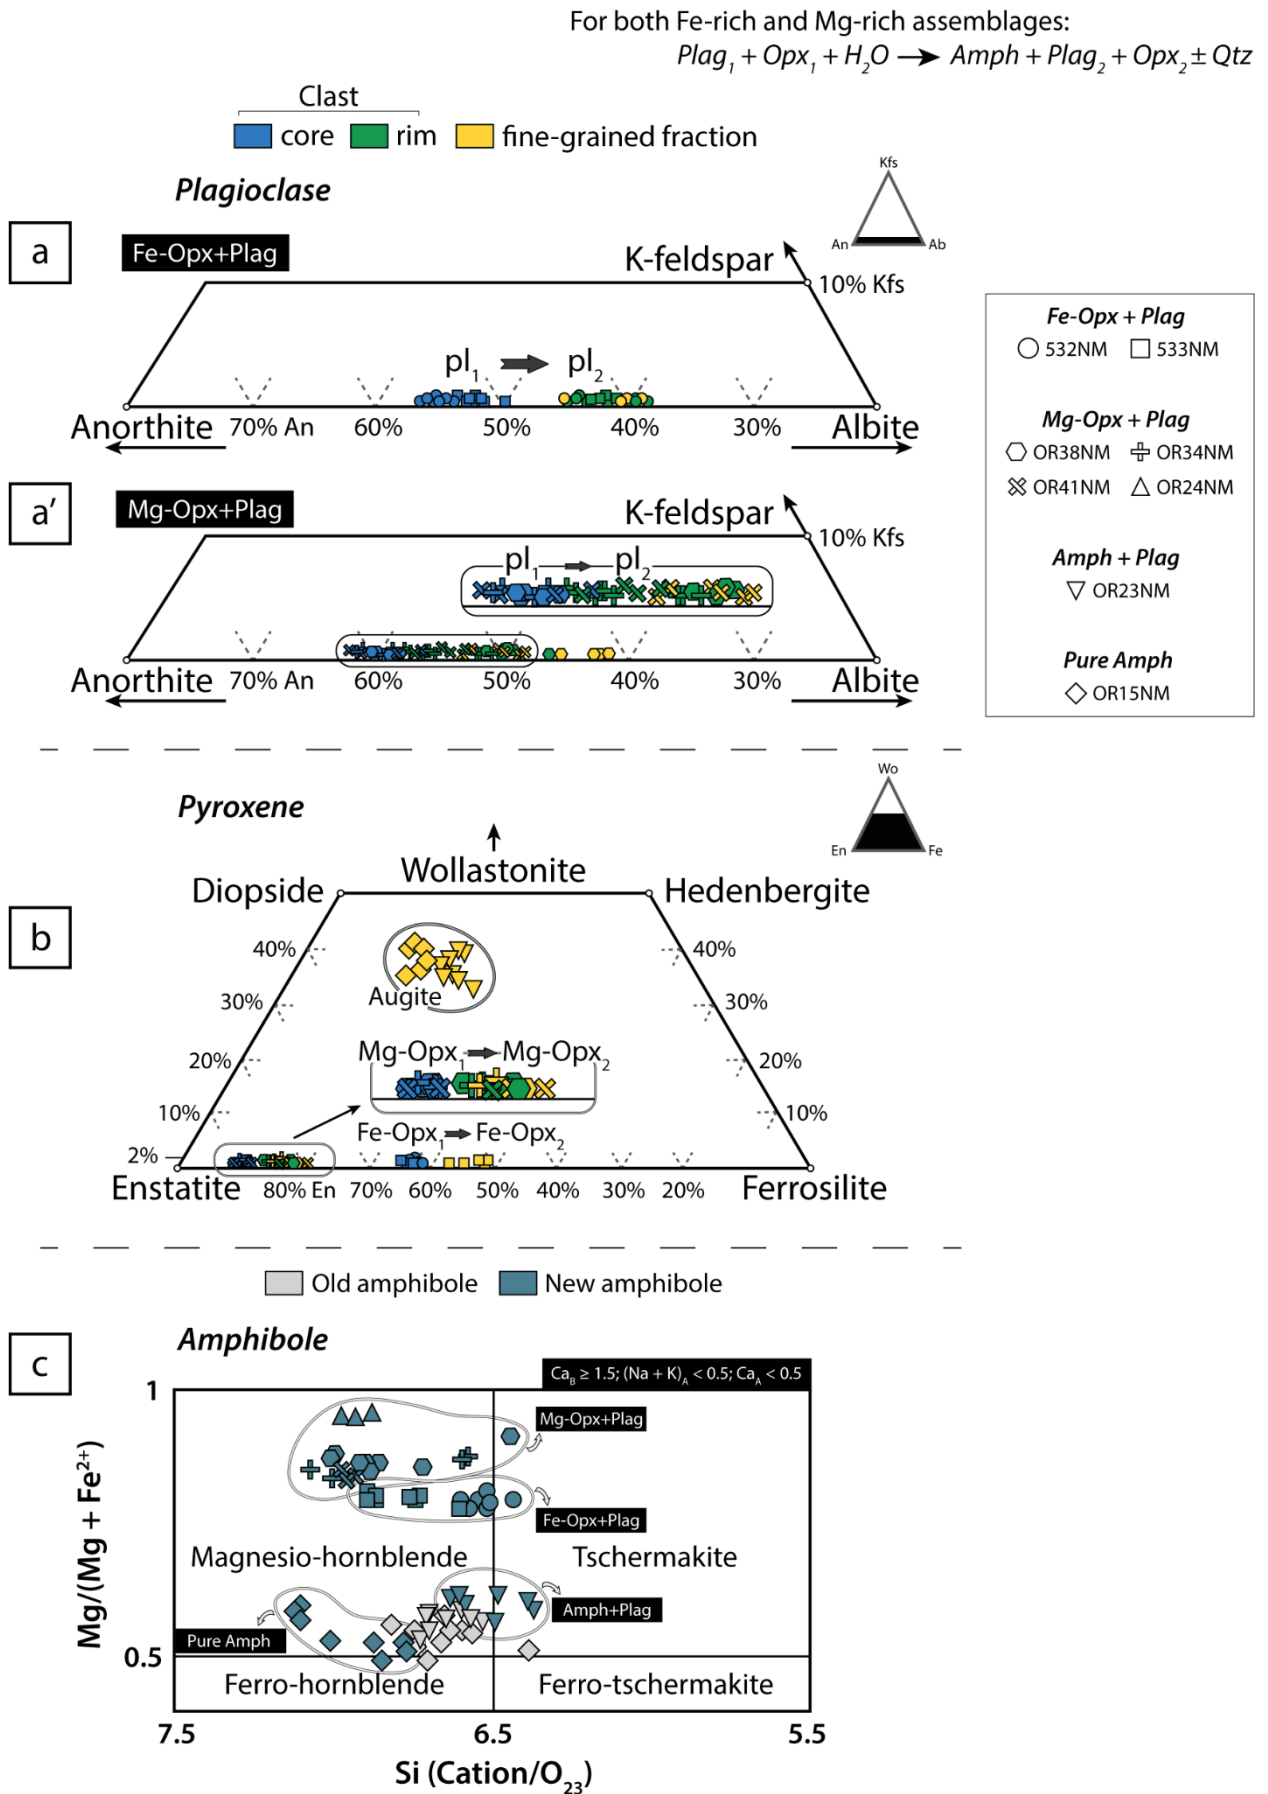 For both Fe-rich and Mg-rich assemblages:
Plag₁ + Opx₁ + H₂O → Amph + Plag₂ + Opx₂ ± Qtz
Clast
core rim fine-grained fraction
Plagioclase
Kfs
An Ab
a
Fe-Opx+Plag
K-feldspar
10% Kfs
pl₁ pl₂
Anorthite 70% An 60% 50% 40% 30% Albite
a′
Mg-Opx+Plag
K-feldspar
10% Kfs
pl₁ pl₂
Anorthite 70% An 60% 50% 40% 30% Albite
Fe-Opx + Plag
532NM 533NM
Mg-Opx + Plag
OR38NM OR34NM
OR41NM OR24NM
Amph + Plag
OR23NM
Pure Amph
OR15NM
Pyroxene
Wo
En Fe
b
Wollastonite
Diopside Hedenbergite
40% 40%
Augite
30% 30%
Mg-Opx₁ Mg-Opx₂
20% 20%
10% 10%
Fe-Opx₁ Fe-Opx₂
2%
Enstatite 80% En 70% 60% 50% 40% 30% 20% Ferrosilite
Old amphibole New amphibole
Amphibole
c
Ca_B ≥ 1.5; (Na + K)_A < 0.5; Ca_A < 0.5
1
Mg-Opx+Plag
Fe-Opx+Plag
Magnesio-hornblende Tschermakite
Amph+Plag
Pure Amph
0.5
Ferro-hornblende Ferro-tschermakite
Mg/(Mg + Fe²⁺)
7.5 6.5 5.5
Si (Cation/O₂₃)